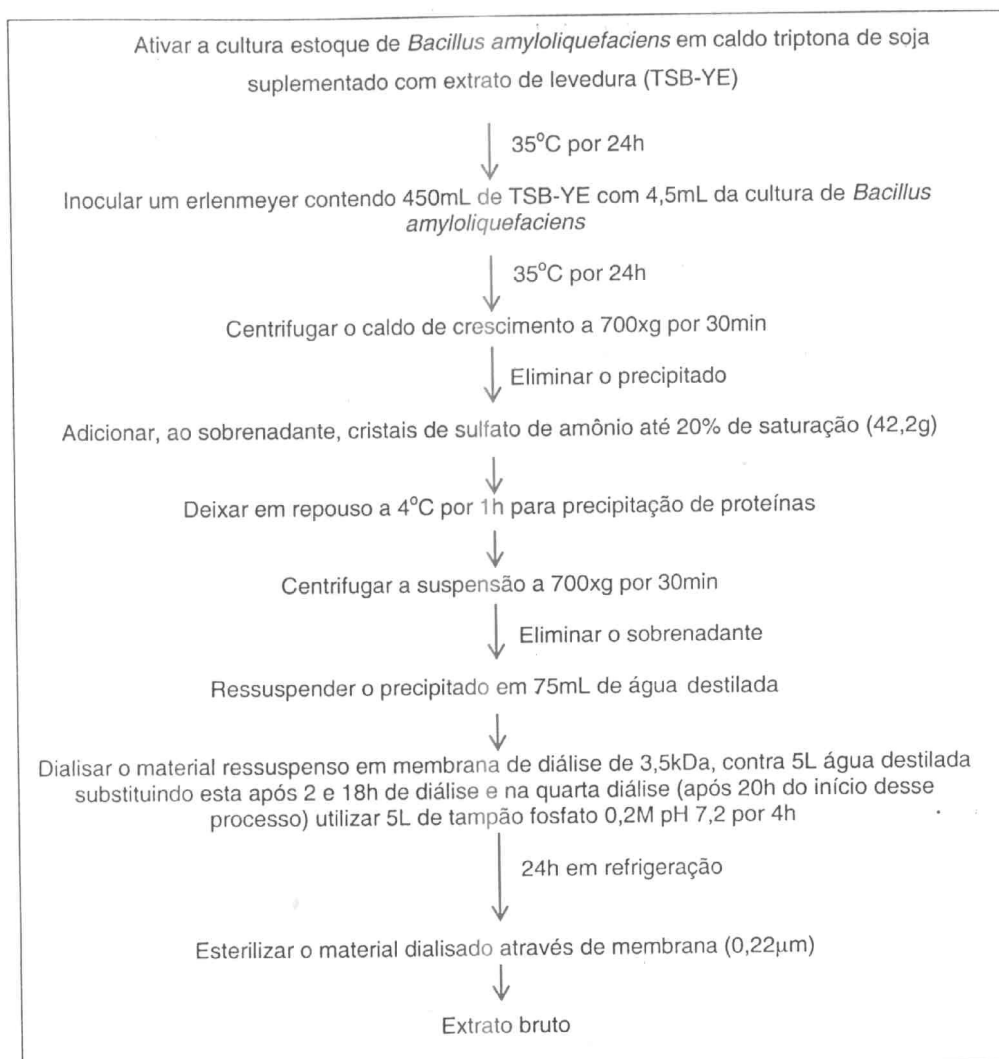 Ativar a cultura estoque de Bacillus amyloliquefaciens em caldo triptona de soja
suplementado com extrato de levedura (TSB-YE)
35°C por 24h
Inocular um erlenmeyer contendo 450mL de TSB-YE com 4,5mL da cultura de Bacillus
amyloliquefaciens
35°C por 24h
Centrifugar o caldo de crescimento a 700xg por 30min
Eliminar o precipitado
Adicionar, ao sobrenadante, cristais de sulfato de amônio até 20% de saturação (42,2g)
Deixar em repouso a 4°C por 1h para precipitação de proteínas
Centrifugar a suspensão a 700xg por 30min
Eliminar o sobrenadante
Ressuspender o precipitado em 75mL de água destilada
Dialisar o material ressuspenso em membrana de diálise de 3,5kDa, contra 5L água destilada
substituindo esta após 2 e 18h de diálise e na quarta diálise (após 20h do início desse
processo) utilizar 5L de tampão fosfato 0,2M pH 7,2 por 4h
24h em refrigeração
Esterilizar o material dialisado através de membrana (0,22µm)
Extrato bruto